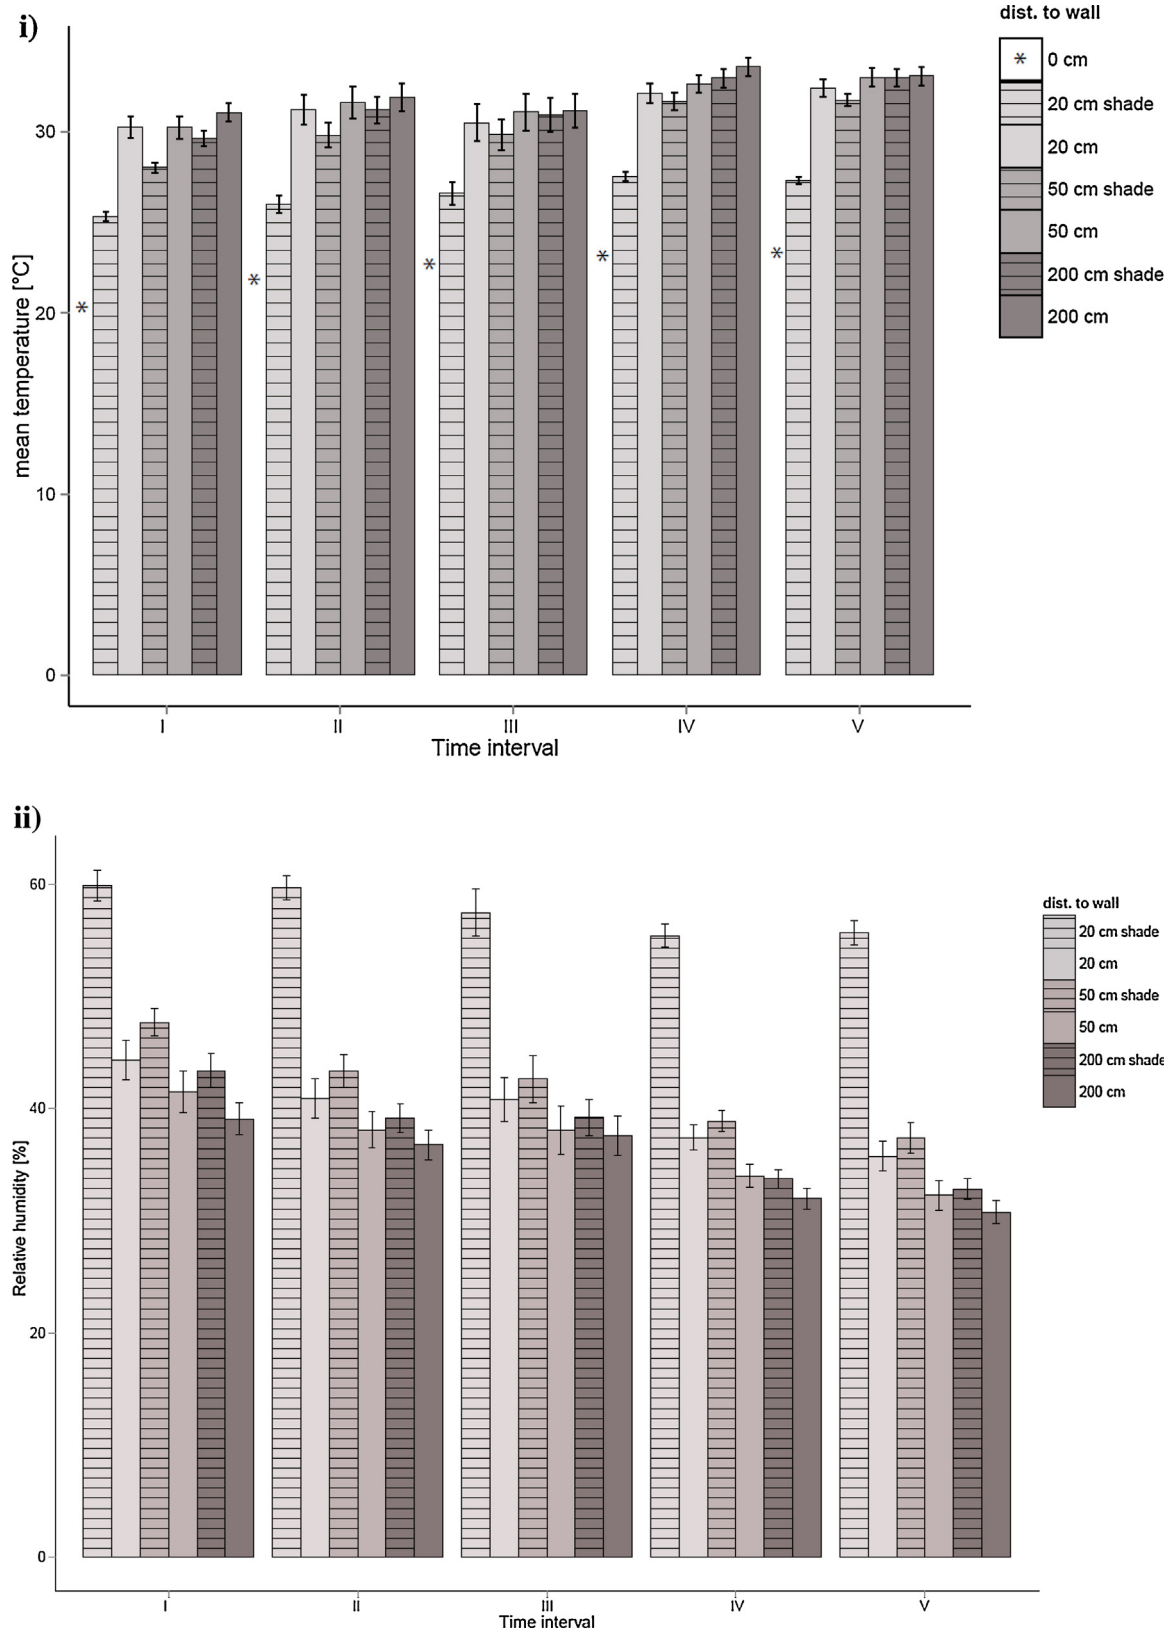 i)
dist. to wall
* 0 cm
20 cm shade
20 cm
50 cm shade
50 cm
200 cm shade
200 cm
mean temperature [°C]
30
20
10
0
*
*
*
*
*
I II III IV V
Time interval
ii)
dist. to wall
20 cm shade
20 cm
50 cm shade
50 cm
200 cm shade
200 cm
Relative humidity [%]
60
40
20
0
I II III IV V
Time interval